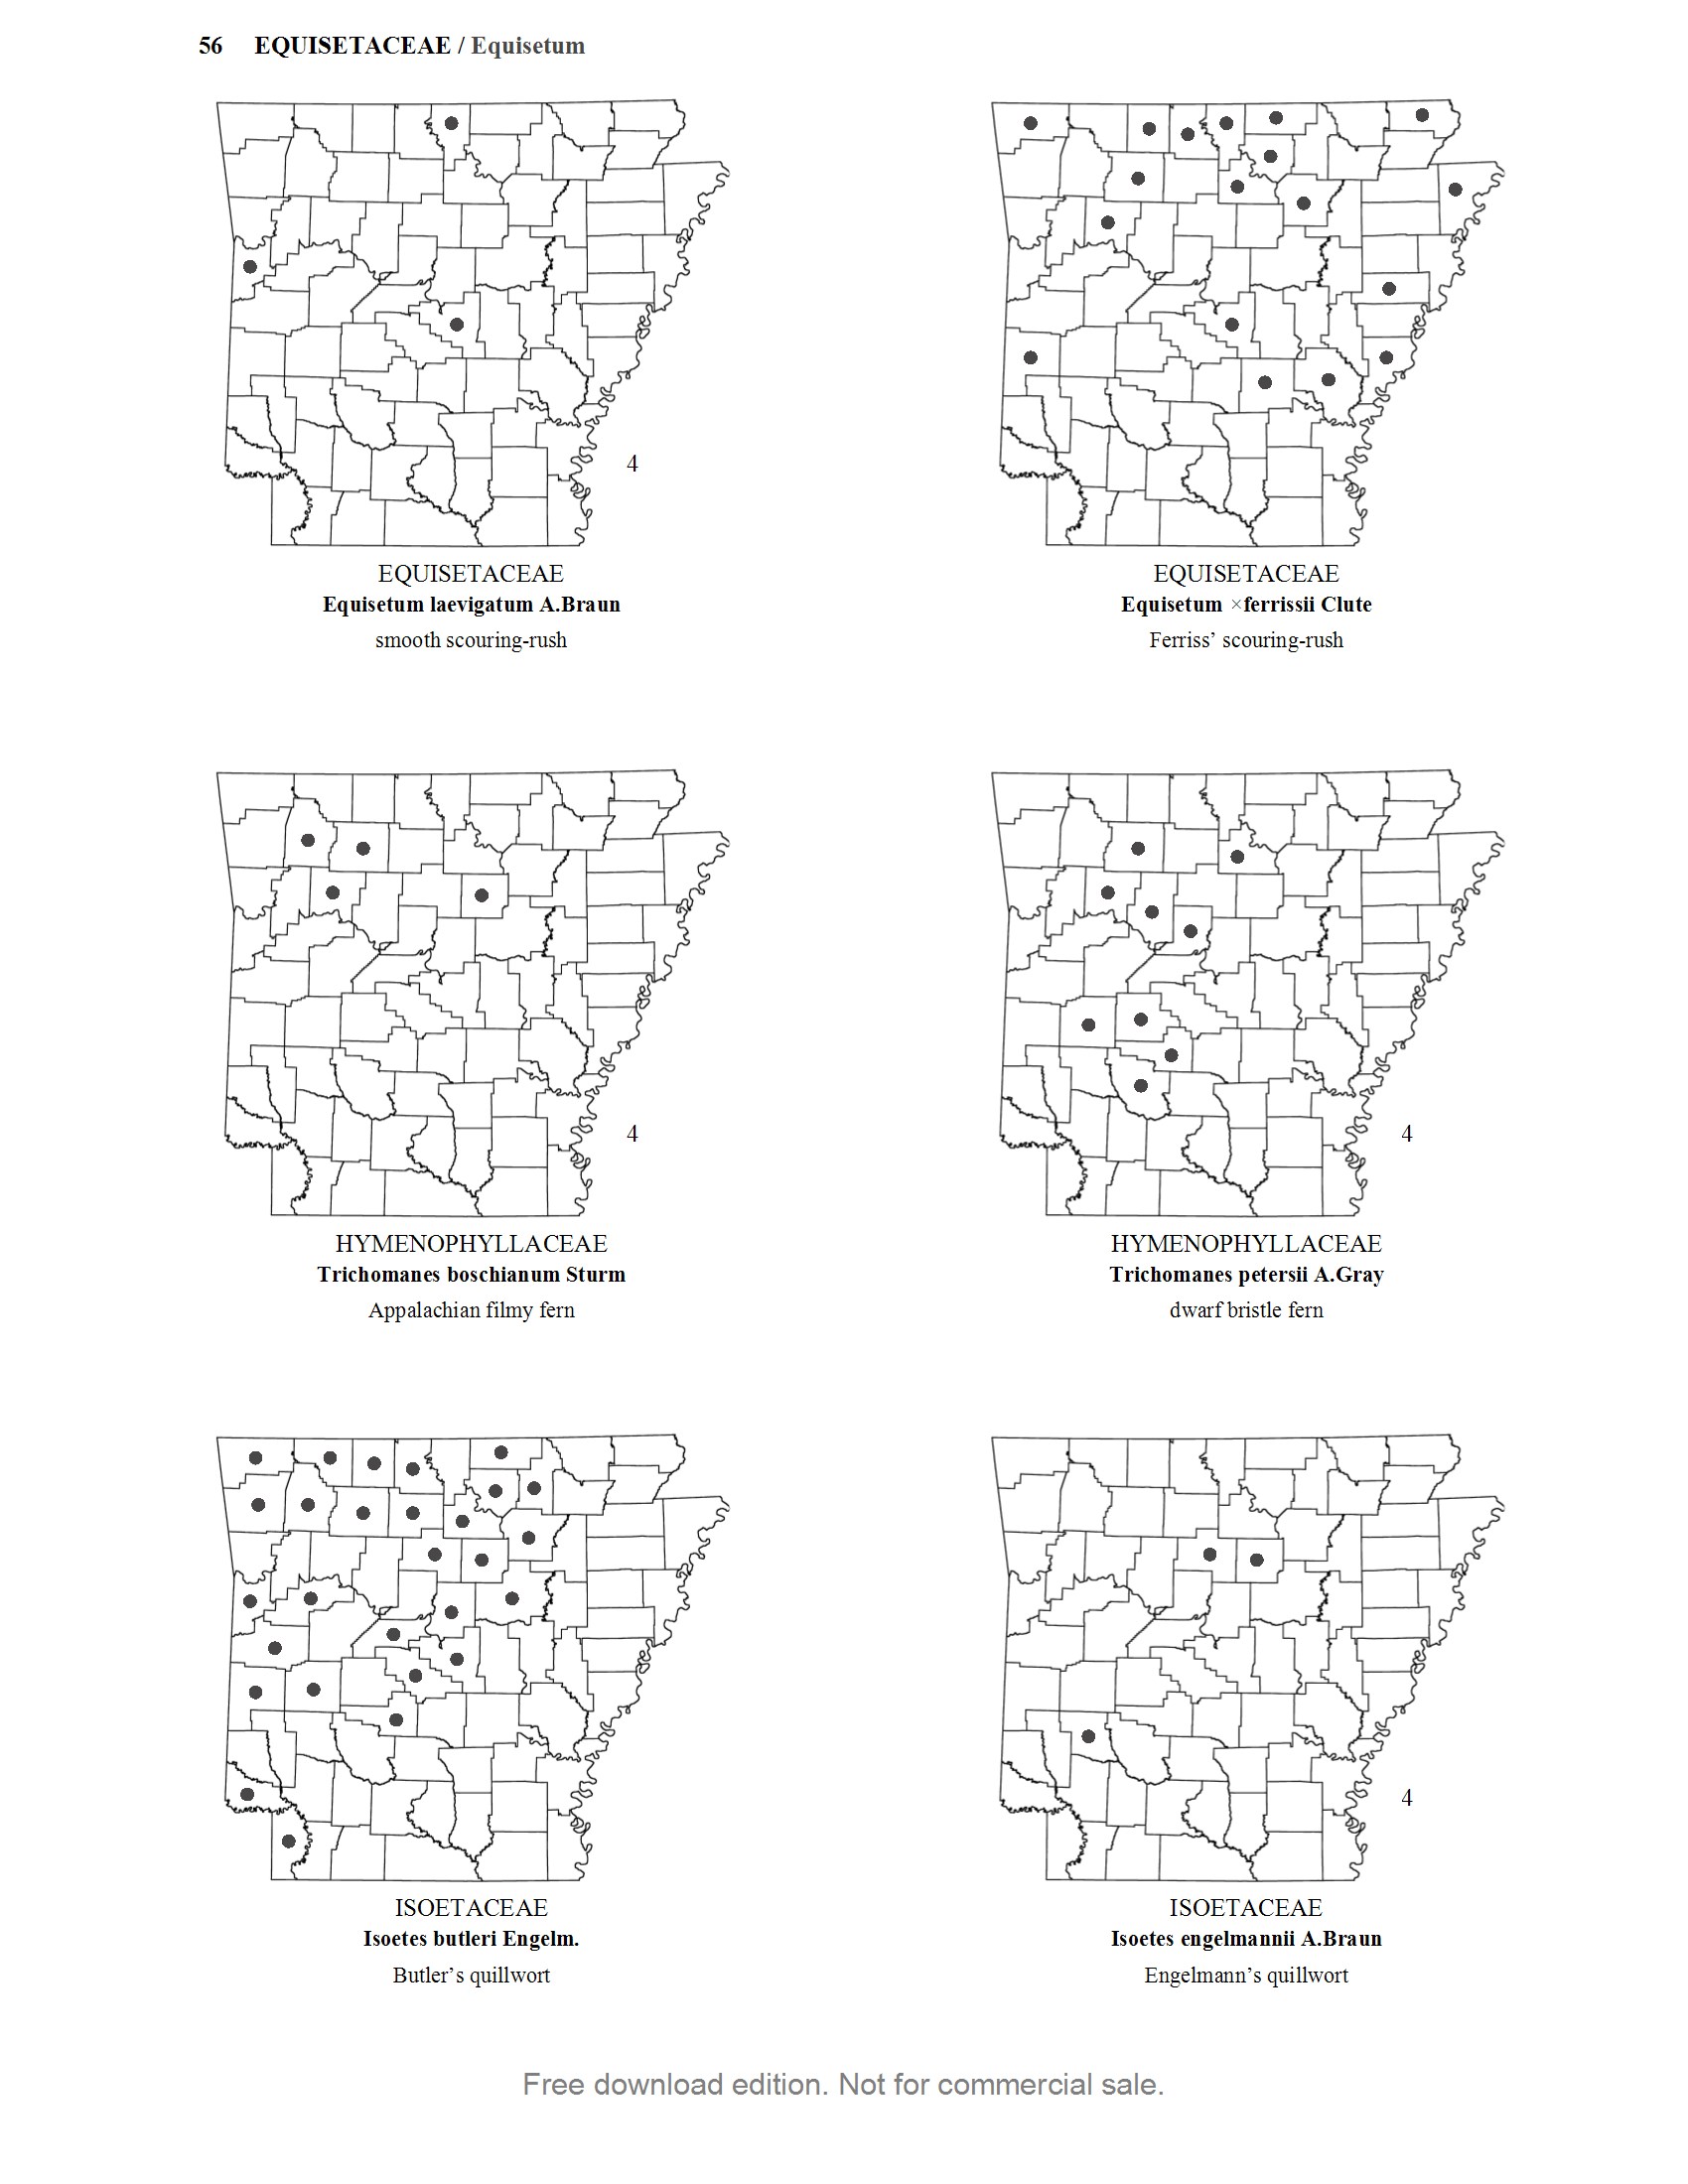 56 EQUISETACEAE / Equisetum
4
EQUISETACEAE
Equisetum laevigatum A.Braun
smooth scouring-rush
EQUISETACEAE
Equisetum ×ferrissii Clute
Ferriss’ scouring-rush
4
HYMENOPHYLLACEAE
Trichomanes boschianum Sturm
Appalachian filmy fern
4
HYMENOPHYLLACEAE
Trichomanes petersii A.Gray
dwarf bristle fern
ISOETACEAE
Isoetes butleri Engelm.
Butler’s quillwort
4
ISOETACEAE
Isoetes engelmannii A.Braun
Engelmann’s quillwort
Free download edition. Not for commercial sale.